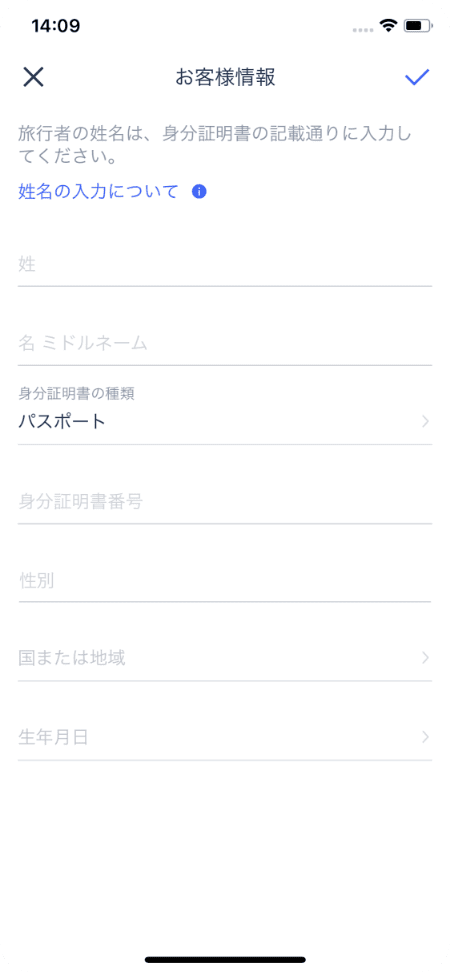 14:09
お客様情報
旅行者の姓名は、身分証明書の記載通りに入力し
てください。
姓名の入力について
姓
名 ミドルネーム
身分証明書の種類
パスポート
身分証明書番号
性別
国または地域
生年月日